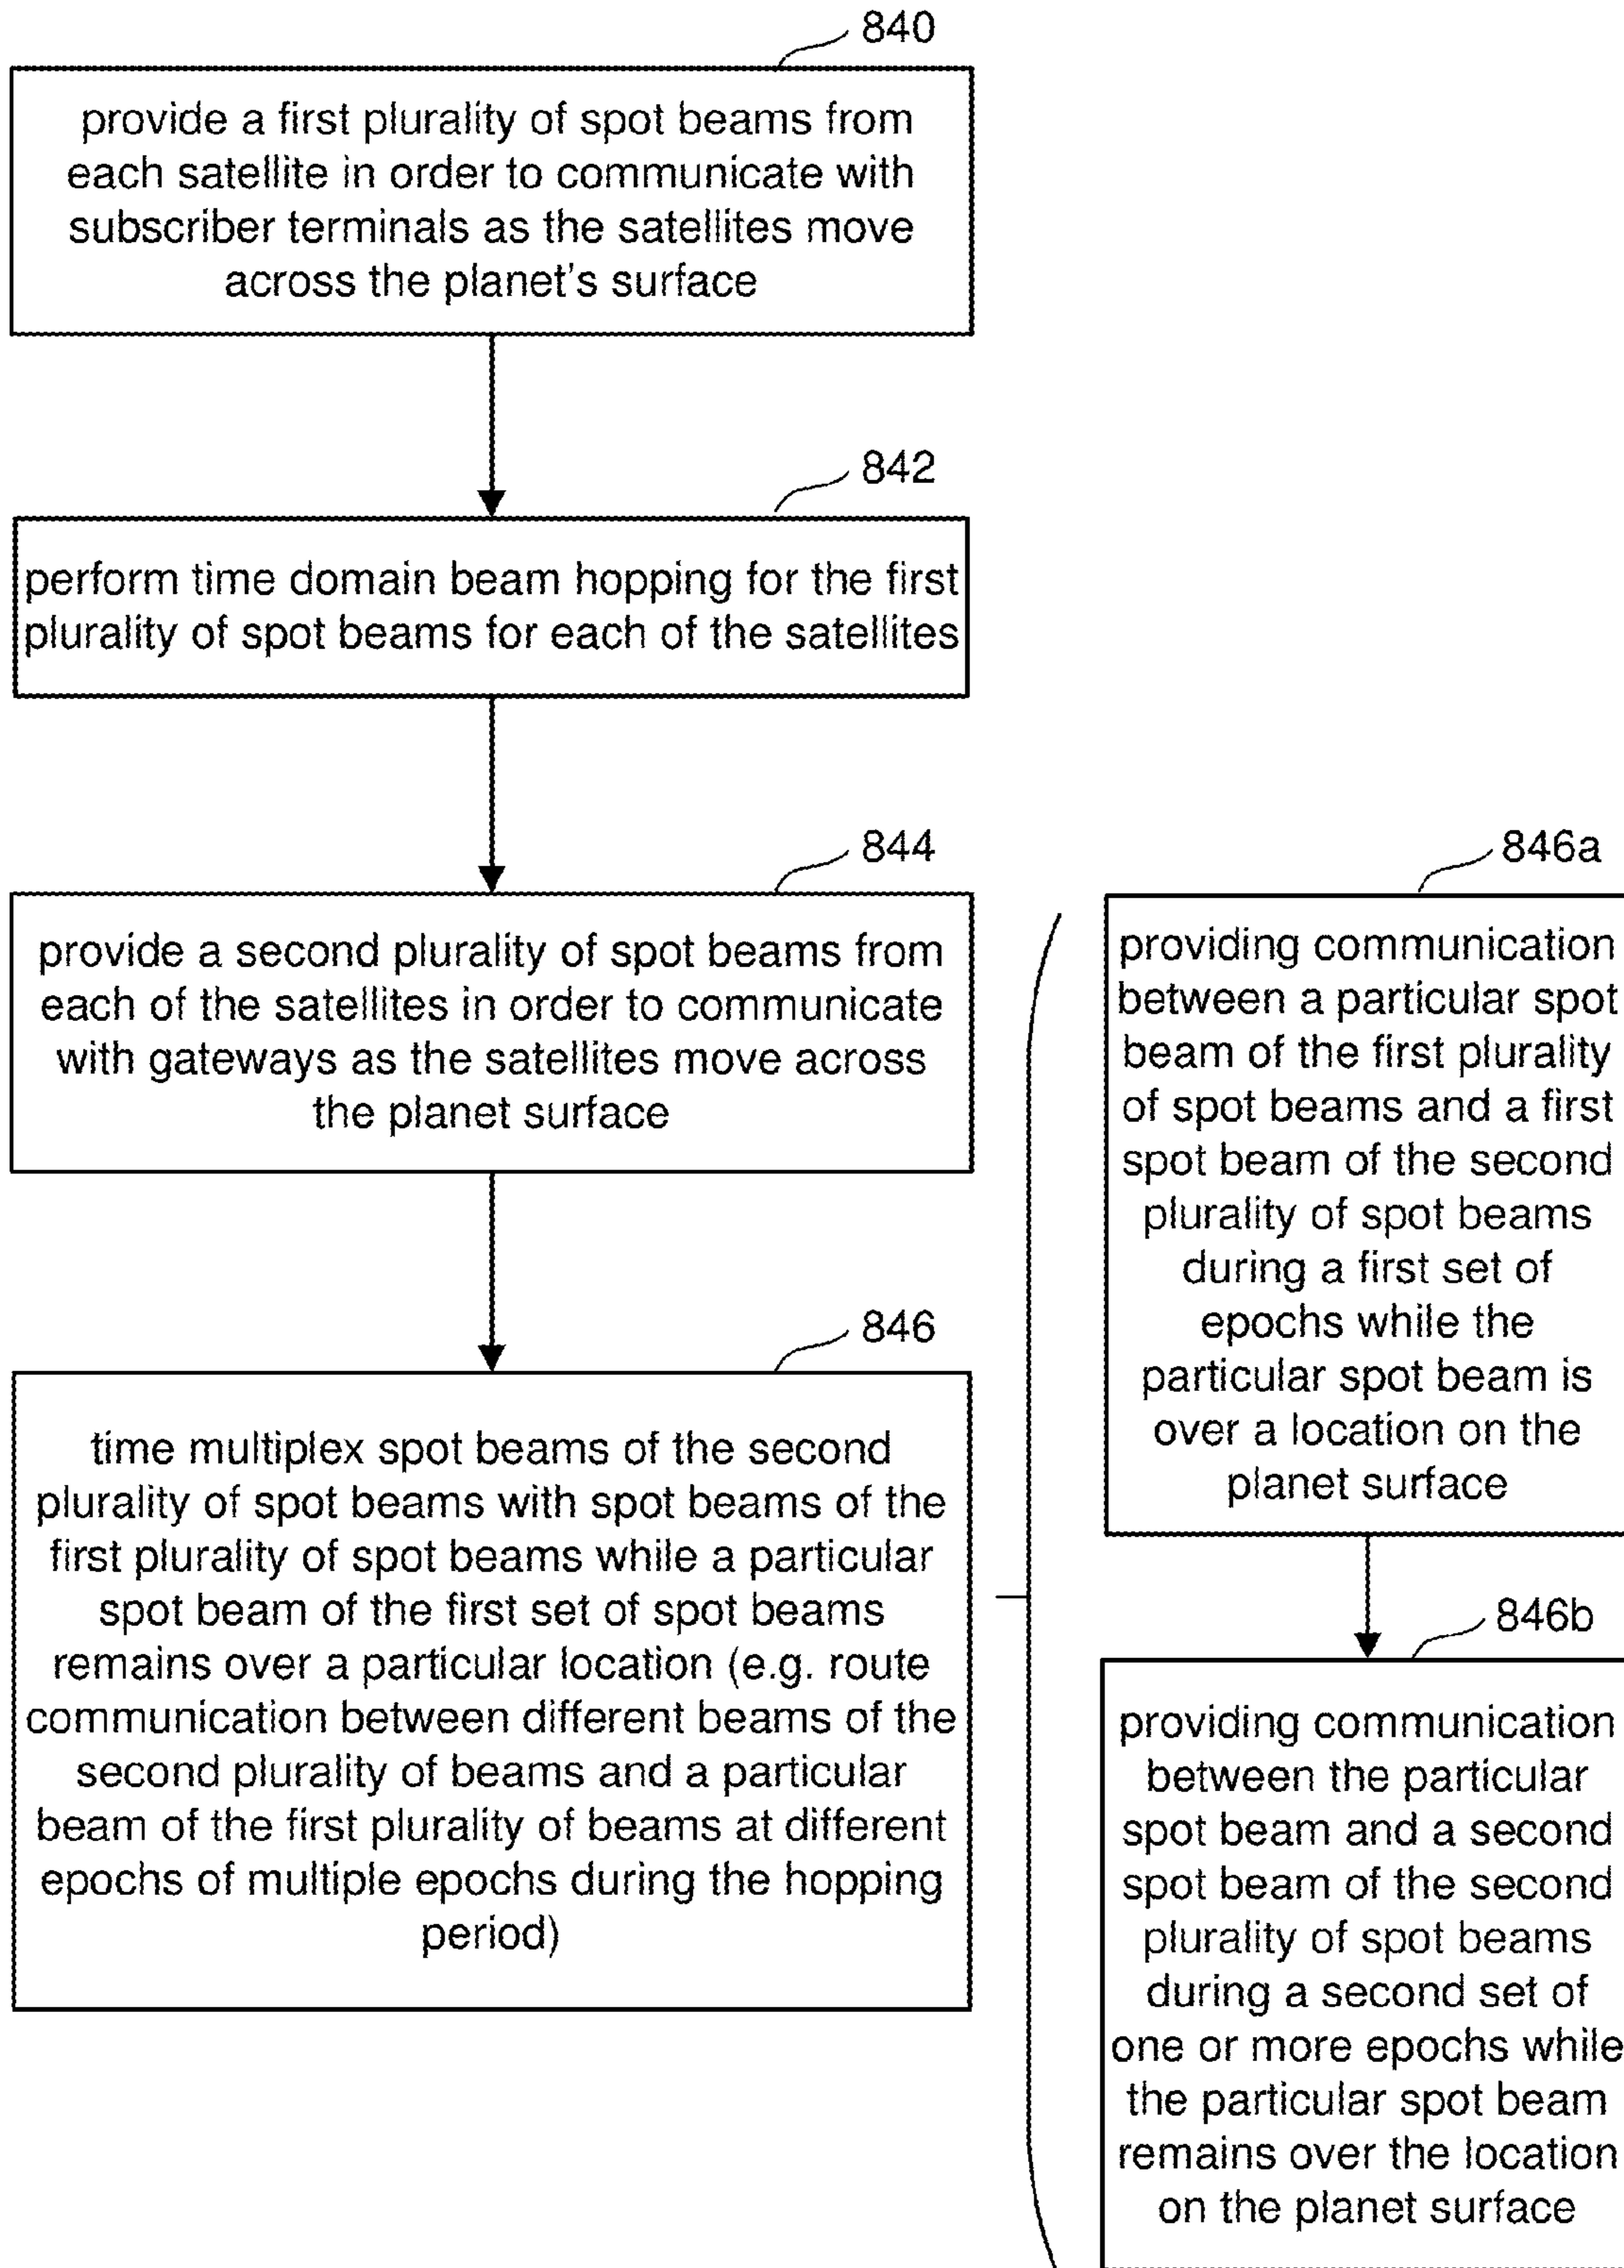 840
provide a first plurality of spot beams from
each satellite in order to communicate with
subscriber terminals as the satellites move
across the planet's surface
842
perform time domain beam hopping for the first
plurality of spot beams for each of the satellites
844
provide a second plurality of spot beams from
each of the satellites in order to communicate
with gateways as the satellites move across
the planet surface
846
time multiplex spot beams of the second
plurality of spot beams with spot beams of the
first plurality of spot beams while a particular
spot beam of the first set of spot beams
remains over a particular location (e.g. route
communication between different beams of the
second plurality of beams and a particular
beam of the first plurality of beams at different
epochs of multiple epochs during the hopping
period)
846a
providing communication
between a particular spot
beam of the first plurality
of spot beams and a first
spot beam of the second
plurality of spot beams
during a first set of
epochs while the
particular spot beam is
over a location on the
planet surface
846b
providing communication
between the particular
spot beam and a second
spot beam of the second
plurality of spot beams
during a second set of
one or more epochs while
the particular spot beam
remains over the location
on the planet surface